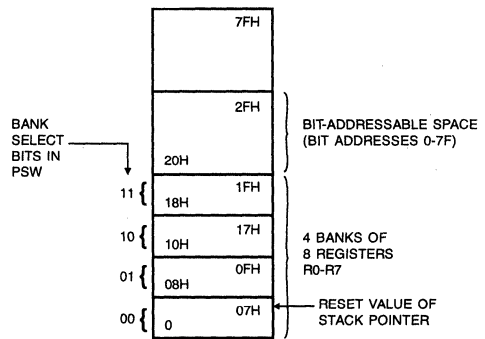 7FH
2FH
20H
BANK
SELECT
BITS IN
PSW
BIT-ADDRESSABLE SPACE
(BIT ADDRESSES 0-7F)
11 {
1FH
18H
10 {
17H
10H
01 {
0FH
08H
00 {
07H
0
4 BANKS OF
8 REGISTERS
R0-R7
RESET VALUE OF
STACK POINTER